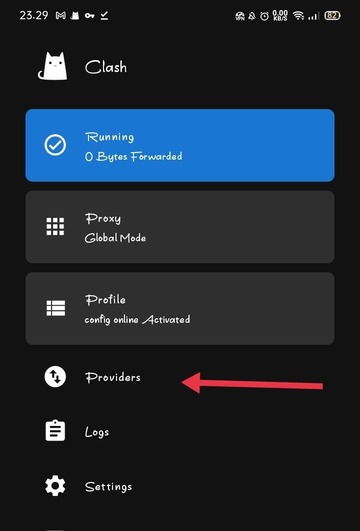 23.29 0.00 KB/S 82
Clash
Running
0 Bytes Forwarded
Proxy
Global Mode
Profile
config online Activated
Providers
Logs
Settings